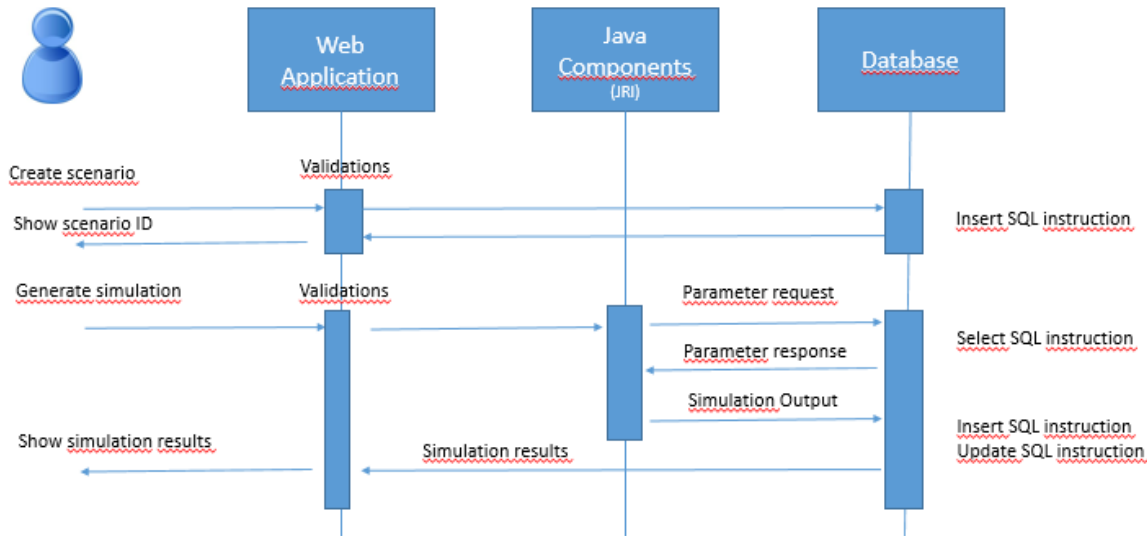 Web
Application
Java
Components
(JRI)
Database
Create scenario
Validations
Show scenario ID
Insert SQL instruction
Generate simulation
Validations
Parameter request
Select SQL instruction
Parameter response
Simulation Output
Insert SQL instruction
Update SQL instruction
Show simulation results
Simulation results